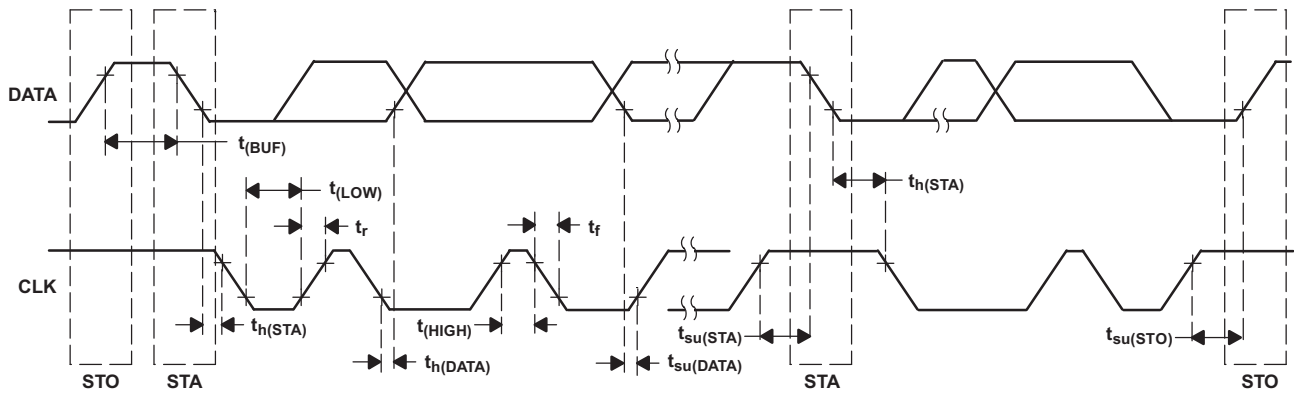 DATA
t(BUF)
t(LOW)
tr
tf
th(STA)
CLK
th(STA)
th(DATA)
t(HIGH)
tsu(DATA)
tsu(STA)
tsu(STO)
STO
STA
STA
STO